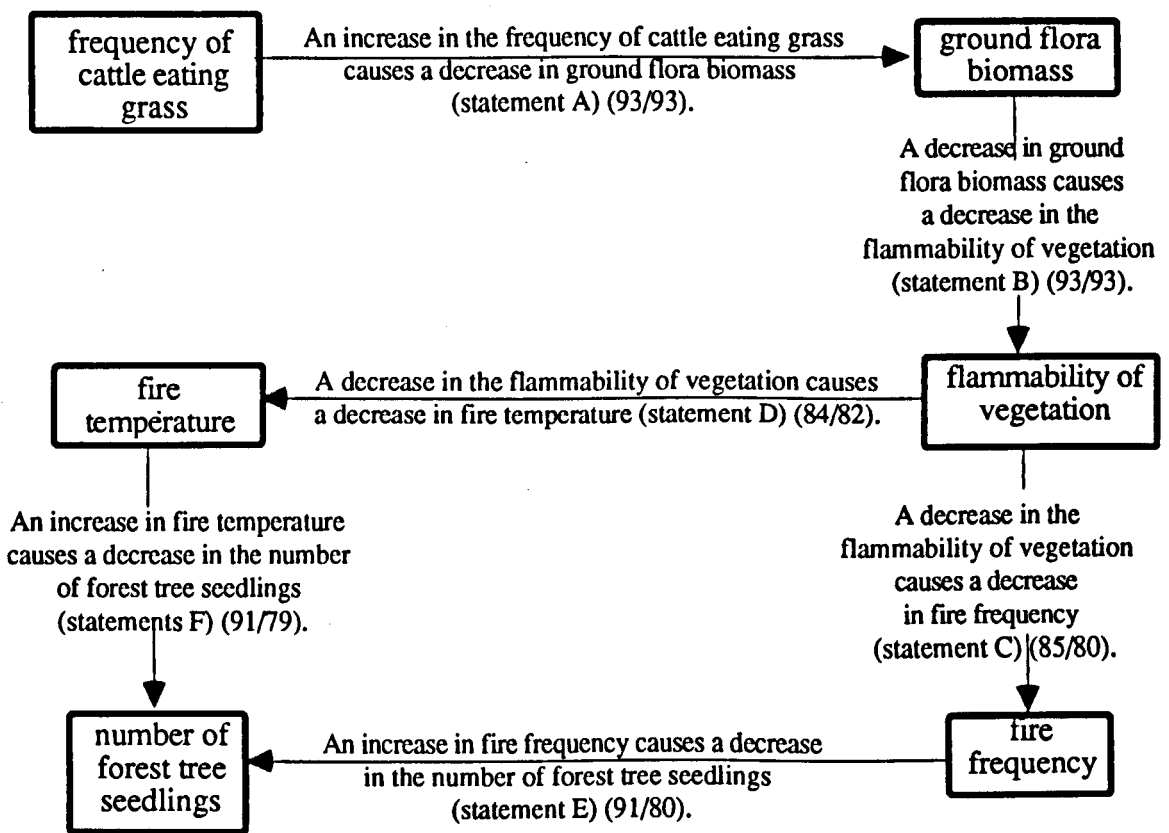 frequency of
cattle eating
grass
An increase in the frequency of cattle eating grass
causes a decrease in ground flora biomass
(statement A) (93/93).
ground flora
biomass
A decrease in ground
flora biomass causes
a decrease in the
flammability of vegetation
(statement B) (93/93).
fire
temperature
A decrease in the flammability of vegetation causes
a decrease in fire temperature (statement D) (84/82).
flammability of
vegetation
An increase in fire temperature
causes a decrease in the number
of forest tree seedlings
(statements F) (91/79).
A decrease in the
flammability of vegetation
causes a decrease
in fire frequency
(statement C) (85/80).
number of
forest tree
seedlings
An increase in fire frequency causes a decrease
in the number of forest tree seedlings
(statement E) (91/80).
fire
frequency